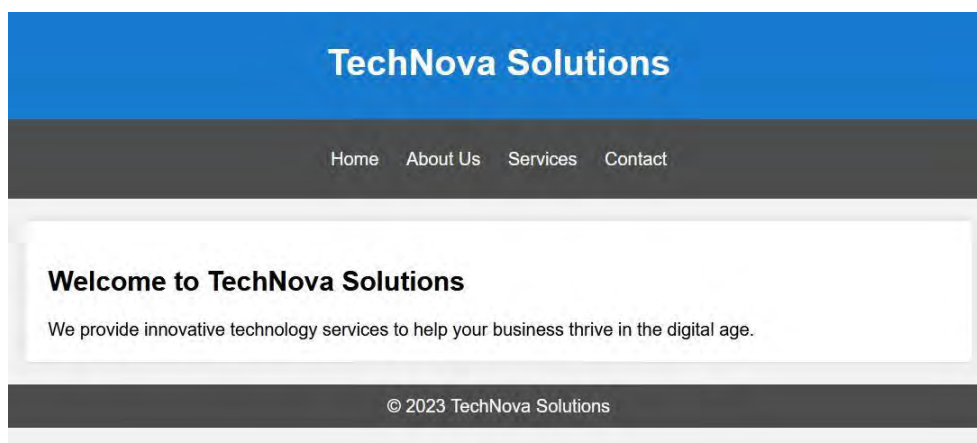 TechNova Solutions
Home About Us Services Contact
Welcome to TechNova Solutions
We provide innovative technology services to help your business thrive in the digital age.
© 2023 TechNova Solutions